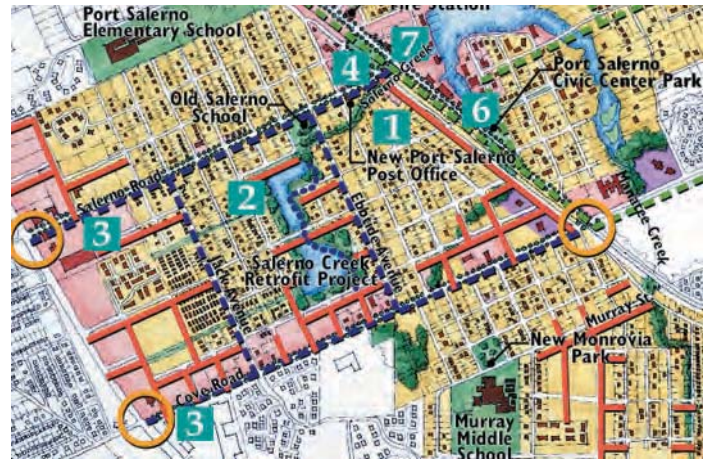 Port Salerno
Elementary School
Fire Station
7
4
Salerno Creek
Port Salerno
Civic Center Park
Old Salerno
School
6
1
New Port Salerno
Post Office
Salerno Road
2
3
Ebbtide Avenue
Manatee Creek
Salerno Creek
Retrofit Project
Jack Avenue
Murray St.
New Monrovia
Park
Cove Road
3
Murray
Middle
School